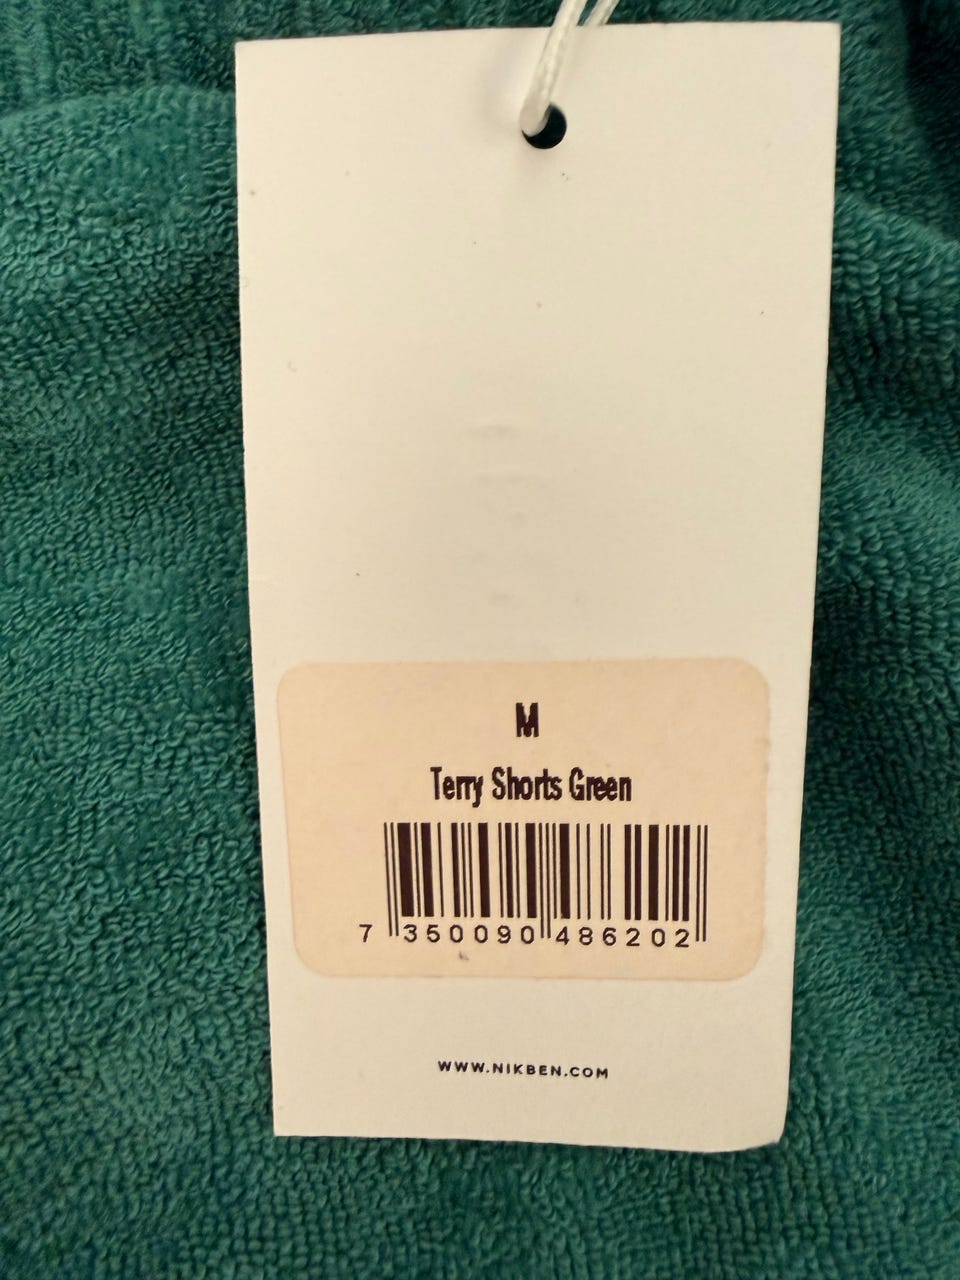 M
Terry Shorts Green
7 350090 486202
WWW.NIKBEN.COM